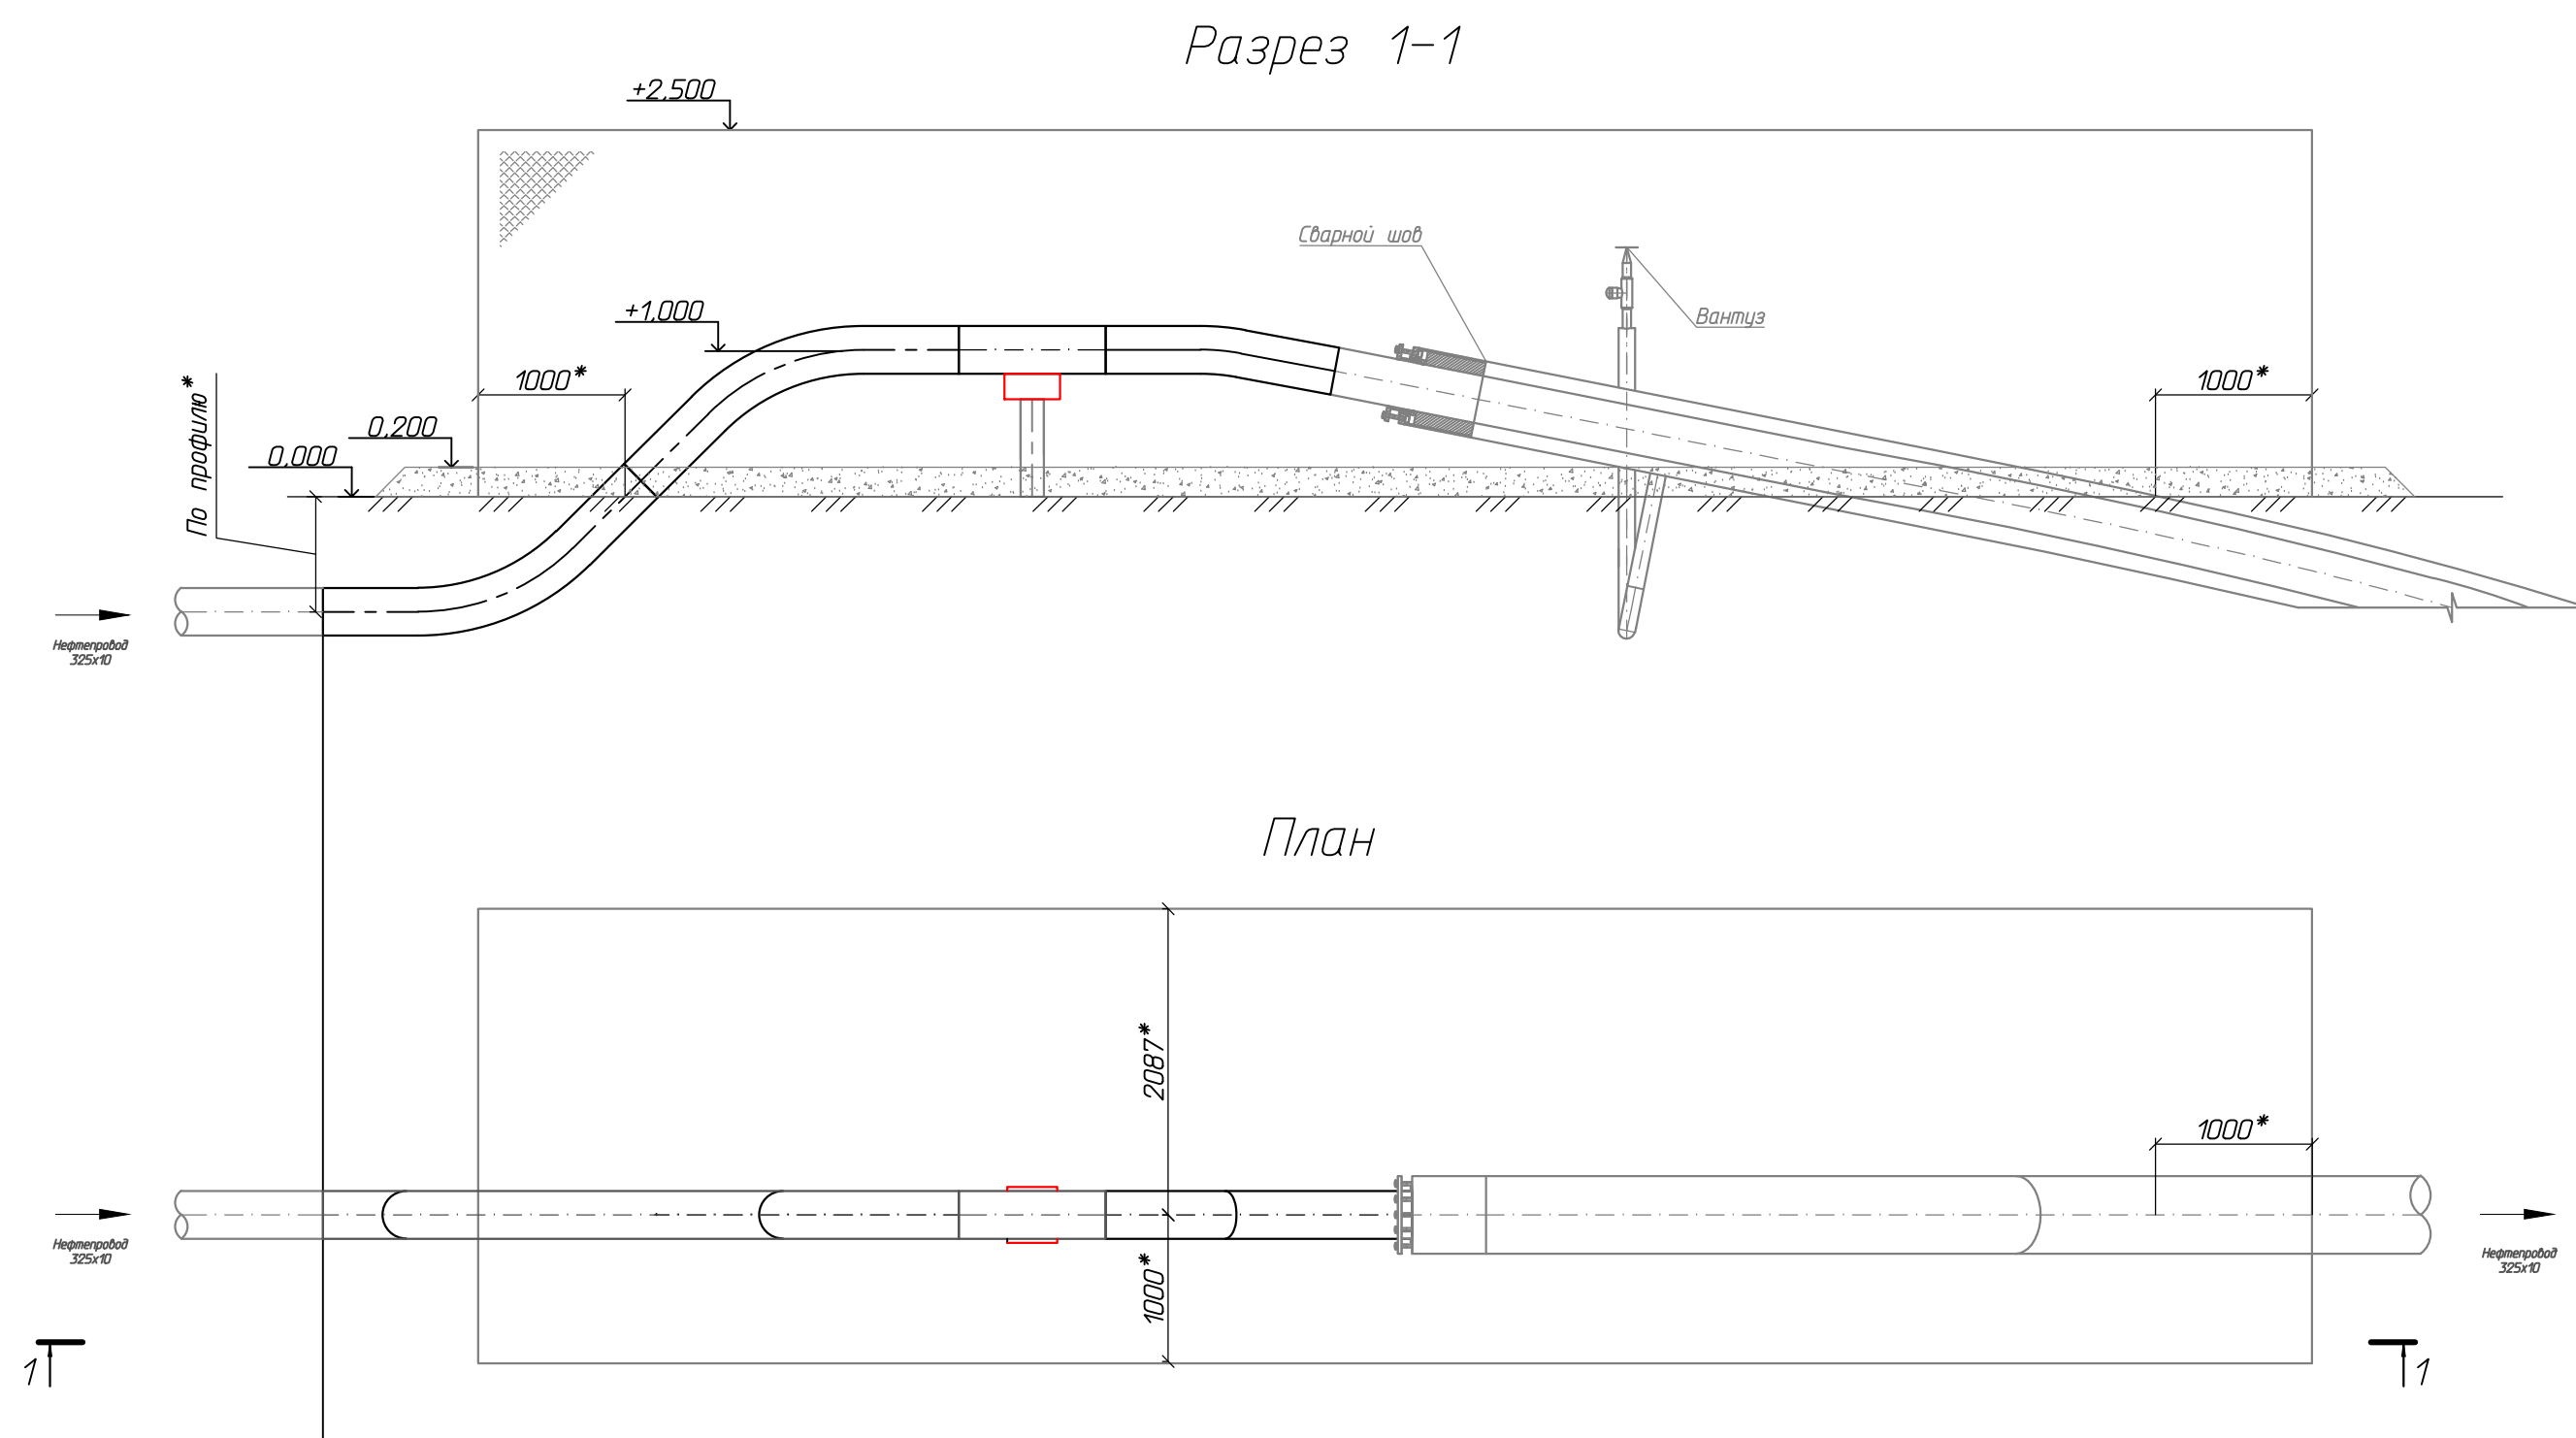 Разрез 1-1
+2,500
Сварной шов
+1,000
Вантуз
1000*
1000*
По профилю*
0,200
0,000
Нефтепровод
325х10
План
2087*
1000*
1000*
Нефтепровод
325х10
Нефтепровод
325х10
1
1